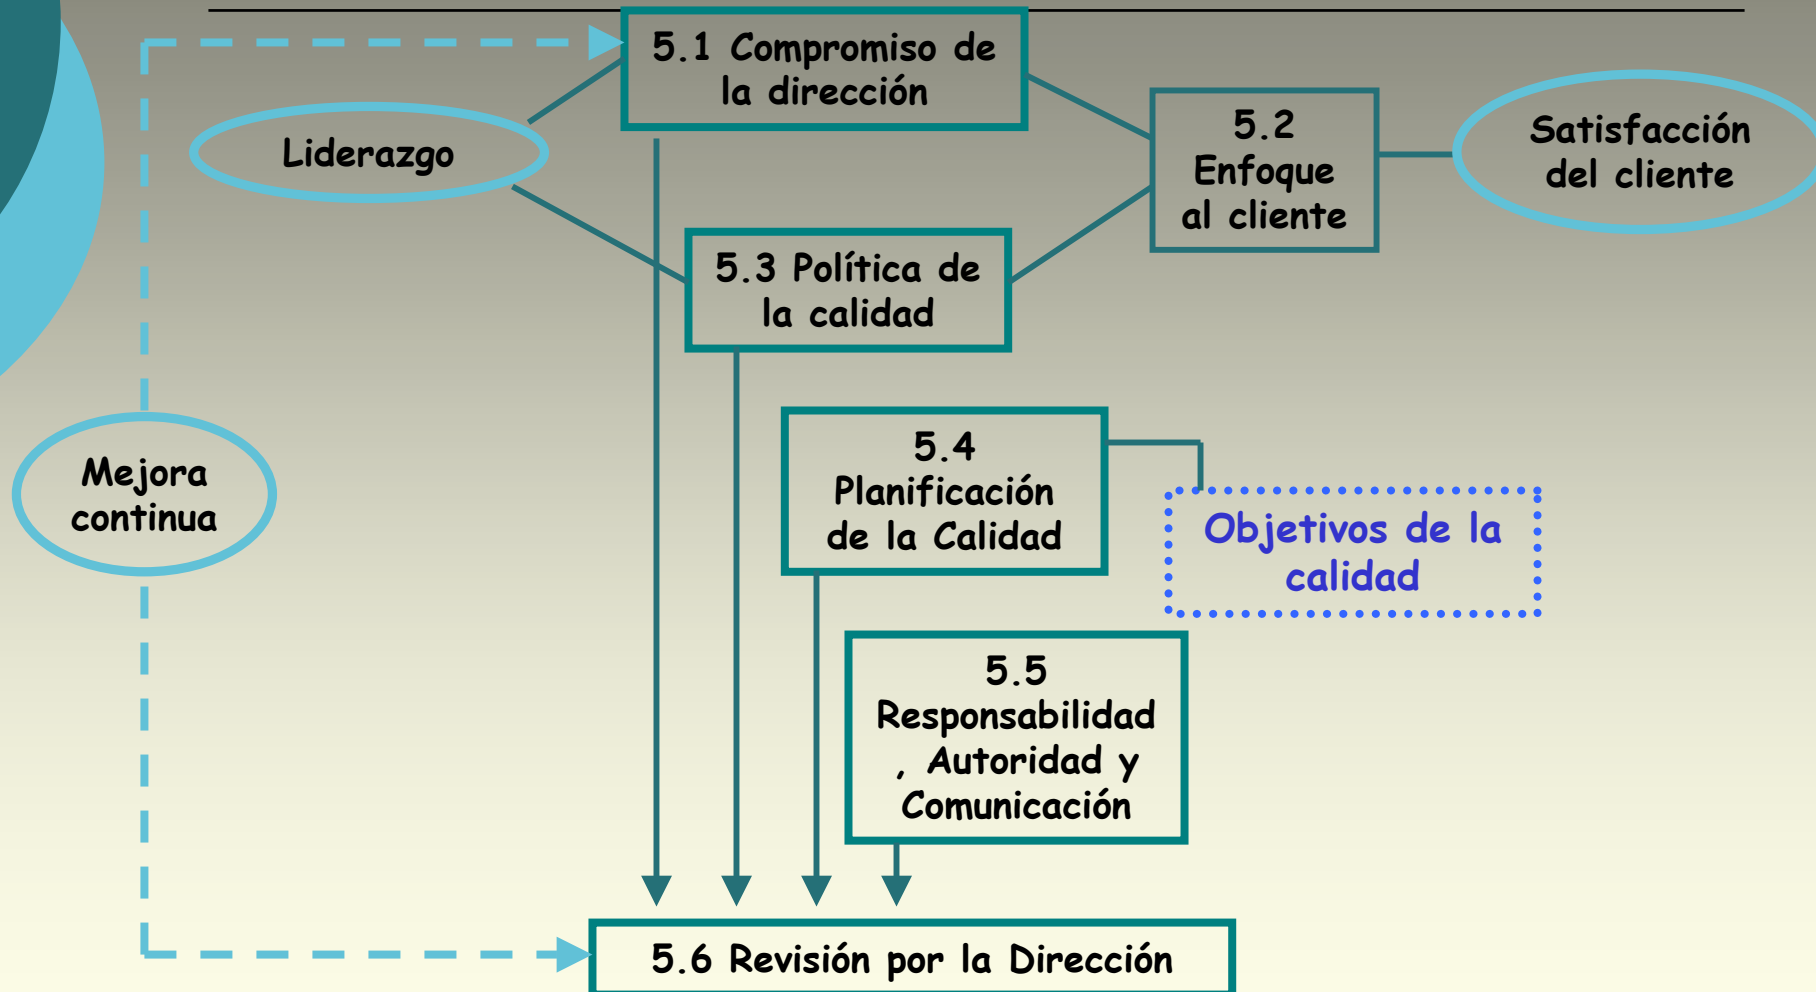 5.1 Compromiso de
la dirección
Liderazgo
5.2
Enfoque
al cliente
Satisfacción
del cliente
5.3 Política de
la calidad
5.4
Planificación
de la Calidad
Mejora
continua
Objetivos de la
calidad
5.5
Responsabilidad
, Autoridad y
Comunicación
5.6 Revisión por la Dirección